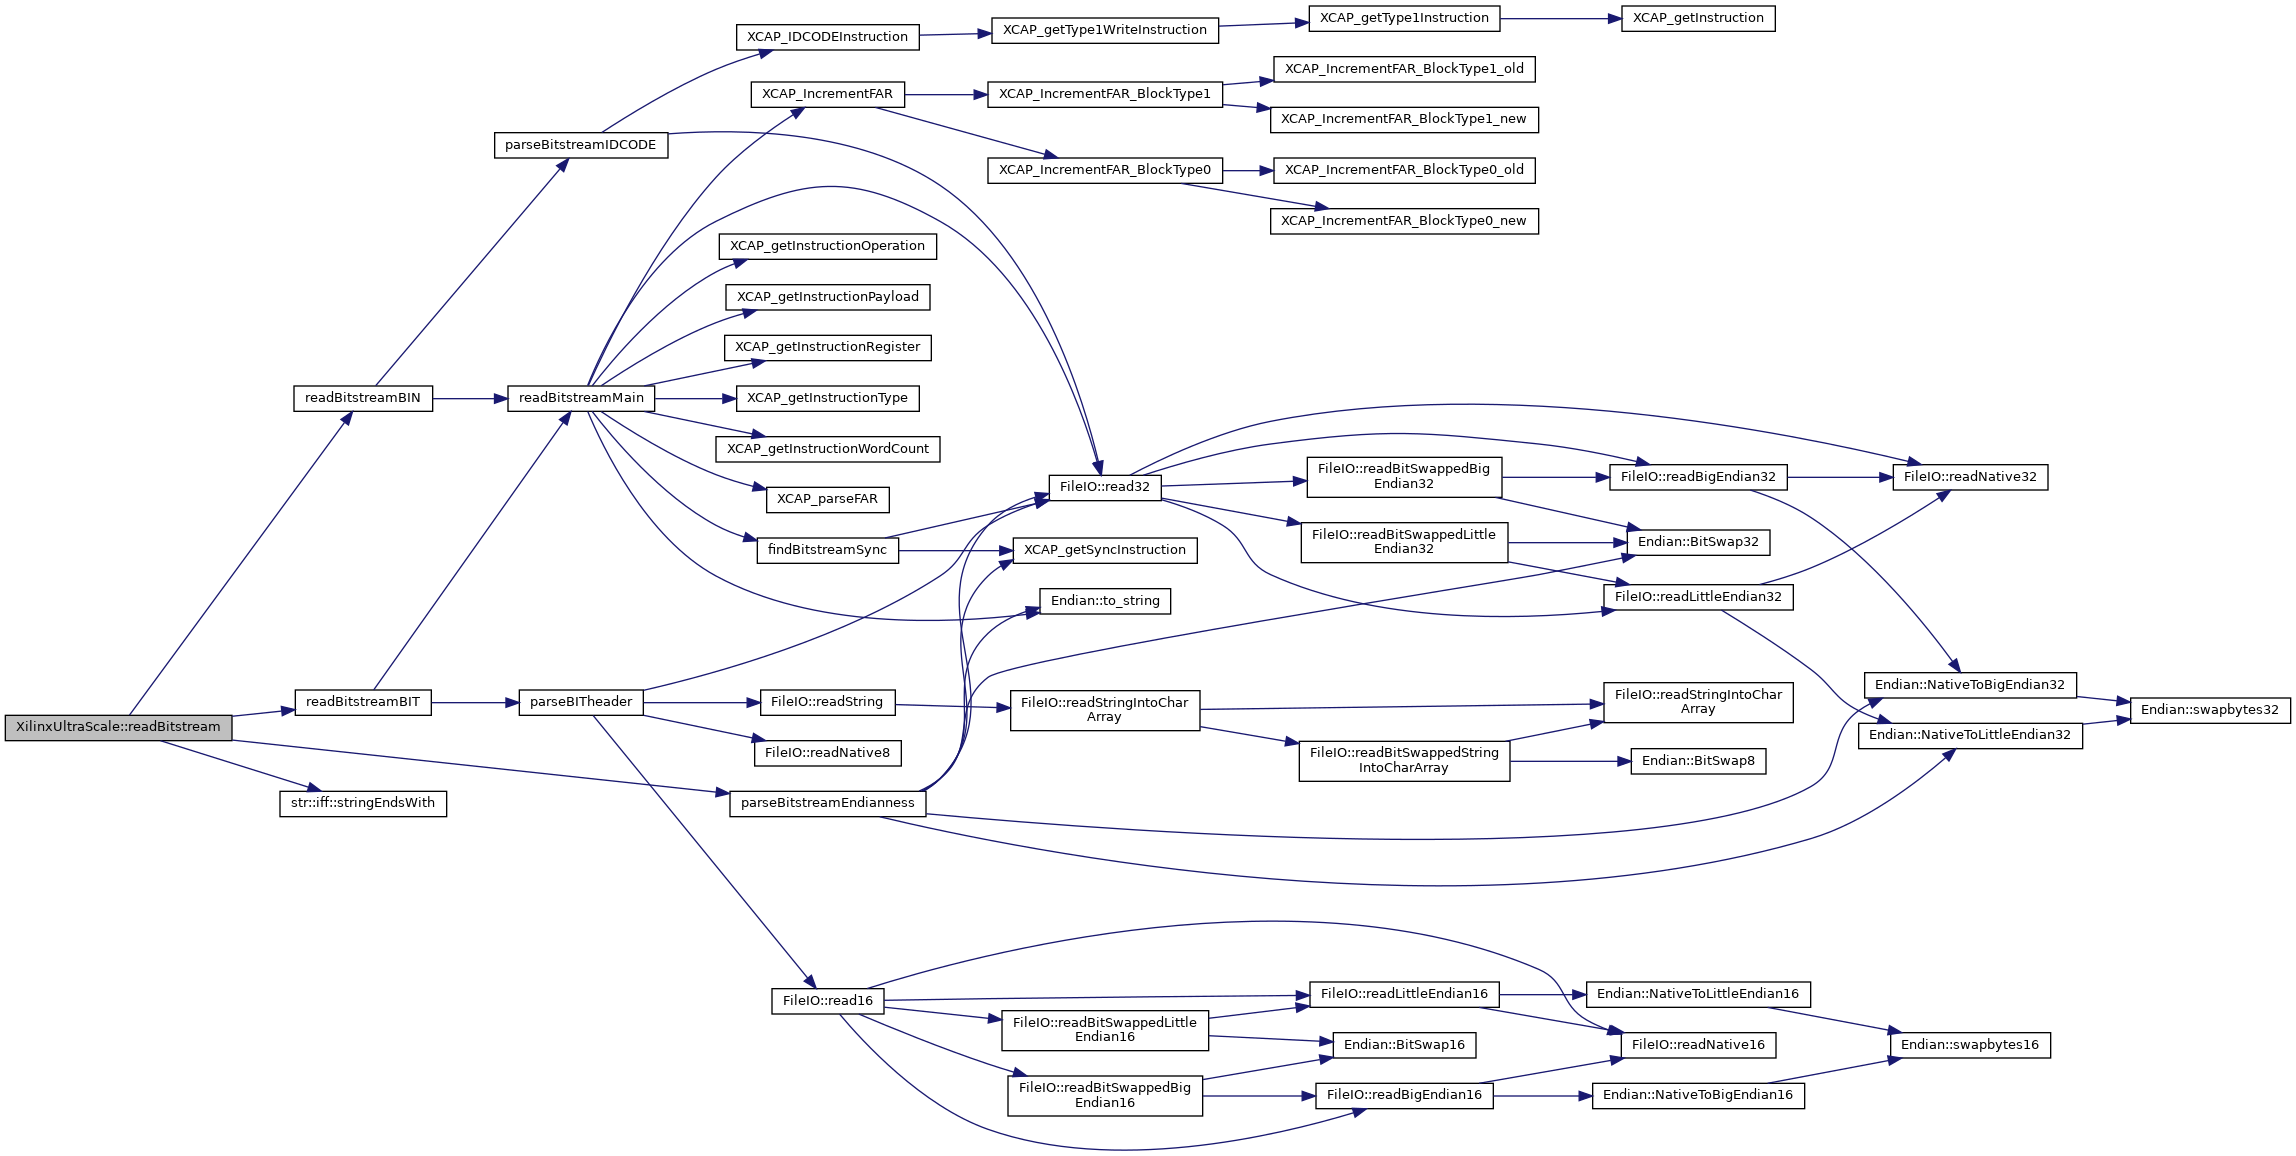 XilinxUltraScale::readBitstream
readBitstreamBIN
readBitstreamBIT
str::iff::stringEndsWith
parseBitstreamIDCODE
readBitstreamMain
parseBITheader
XCAP_IDCODEInstruction
XCAP_IncrementFAR
XCAP_getInstructionOperation
XCAP_getInstructionPayload
XCAP_getInstructionRegister
XCAP_getInstructionType
XCAP_getInstructionWordCount
XCAP_parseFAR
findBitstreamSync
FileIO::readString
FileIO::readNative8
parseBitstreamEndianness
FileIO::read16
XCAP_getType1WriteInstruction
XCAP_IncrementFAR_BlockType1
XCAP_IncrementFAR_BlockType0
FileIO::read32
XCAP_getSyncInstruction
Endian::to_string
FileIO::readStringIntoChar
Array
FileIO::readBitSwappedLittle
Endian16
FileIO::readBitSwappedBig
Endian16
XCAP_getType1Instruction
XCAP_IncrementFAR_BlockType1_old
XCAP_IncrementFAR_BlockType1_new
XCAP_IncrementFAR_BlockType0_old
XCAP_IncrementFAR_BlockType0_new
FileIO::readBitSwappedBig
Endian32
FileIO::readBitSwappedLittle
Endian32
FileIO::readBitSwappedString
IntoCharArray
FileIO::readLittleEndian16
Endian::BitSwap16
FileIO::readBigEndian16
XCAP_getInstruction
FileIO::readBigEndian32
Endian::BitSwap32
FileIO::readLittleEndian32
FileIO::readStringIntoChar
Array
Endian::BitSwap8
Endian::NativeToLittleEndian16
FileIO::readNative16
Endian::NativeToBigEndian16
FileIO::readNative32
Endian::NativeToBigEndian32
Endian::NativeToLittleEndian32
Endian::swapbytes16
Endian::swapbytes32